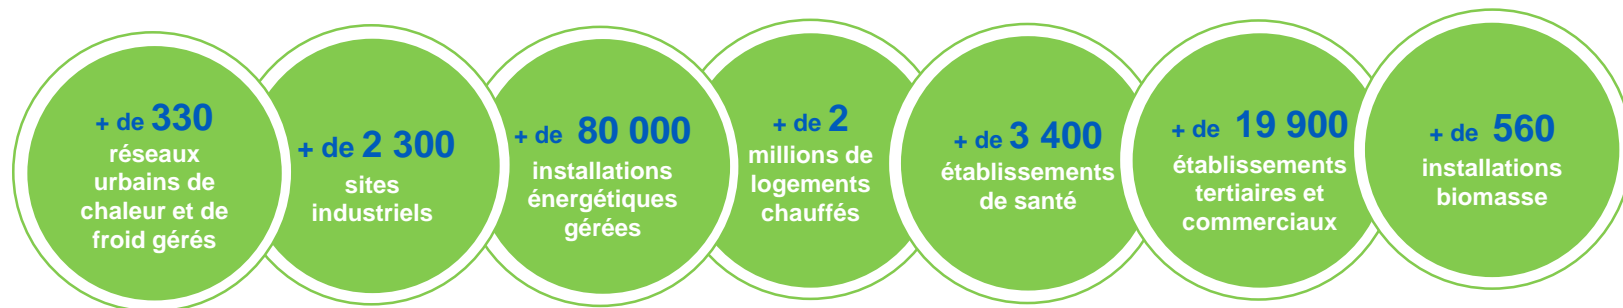 + de 330
réseaux
urbains de
chaleur et de
froid gérés
+ de 2 300
sites
industriels
+ de 80 000
installations
énergétiques
gérées
+ de 2
millions de
logements
chauffés
+ de 3 400
établissements
de santé
+ de 19 900
établissements
tertiaires et
commerciaux
+ de 560
installations
biomasse